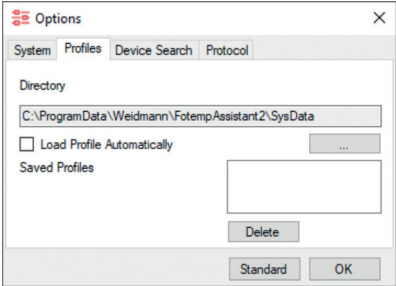 Options
System Profiles Device Search Protocol
Directory
C:\ProgramData\Weidmann\FotempAssistant2\SysData
Load Profile Automatically ...
Saved Profiles
Delete
Standard OK